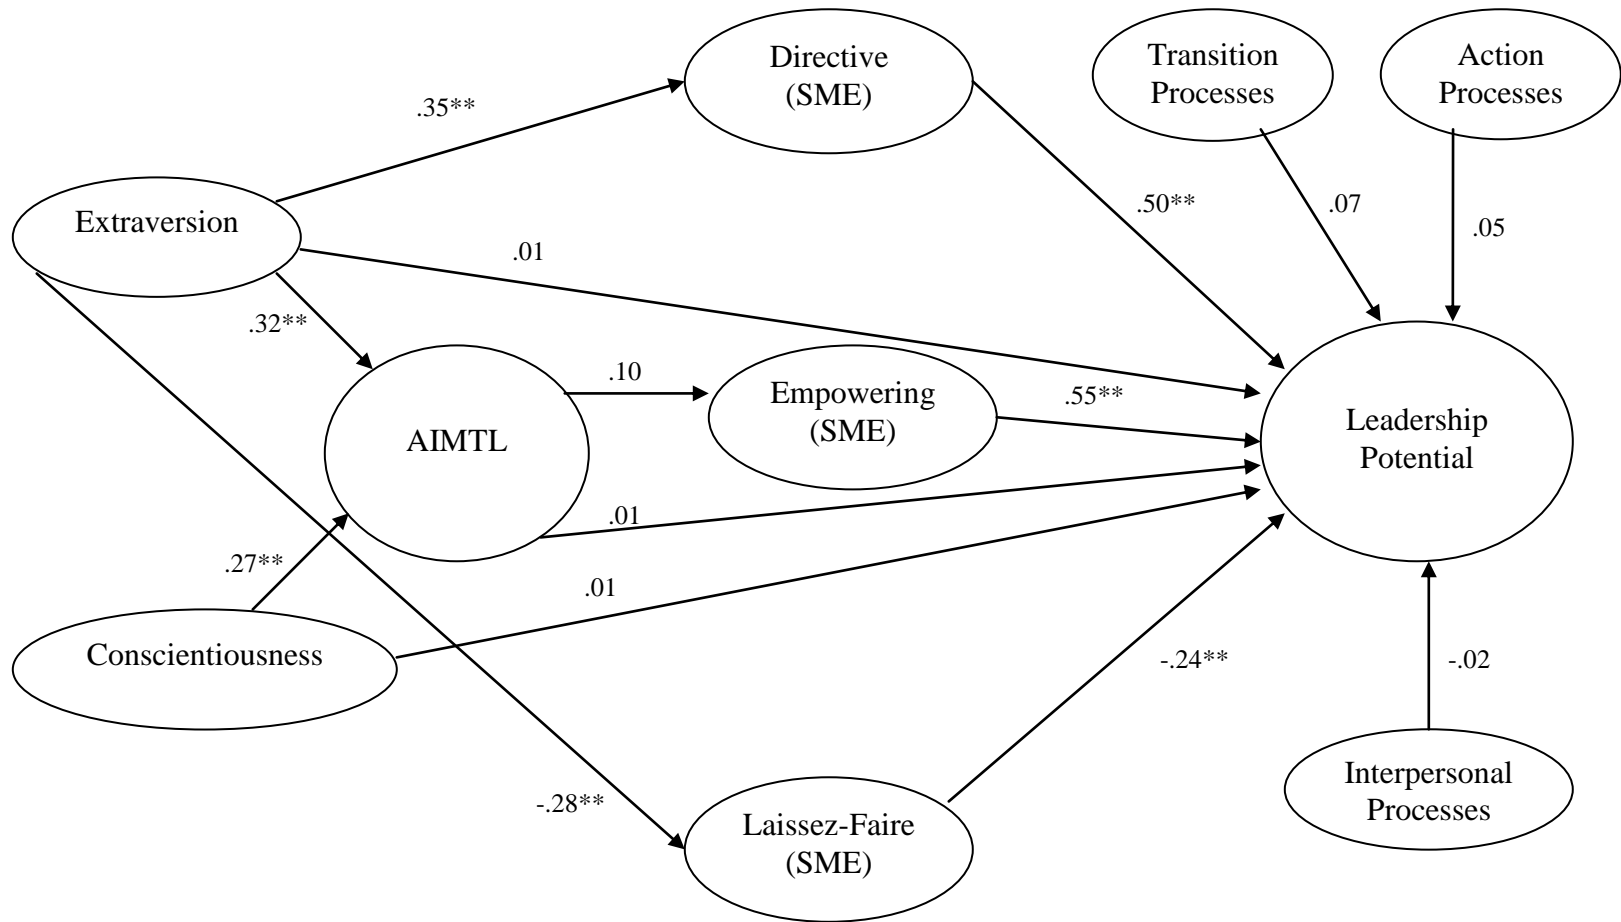 Directive
(SME)
Transition
Processes
Action
Processes
.35**
Extraversion
.50**
.07
.05
.01
.32**
.10
Empowering
(SME)
.55**
Leadership
Potential
AIMTL
.01
.27**
.01
Conscientiousness
-.24**
-.02
-.28**
Laissez-Faire
(SME)
Interpersonal
Processes